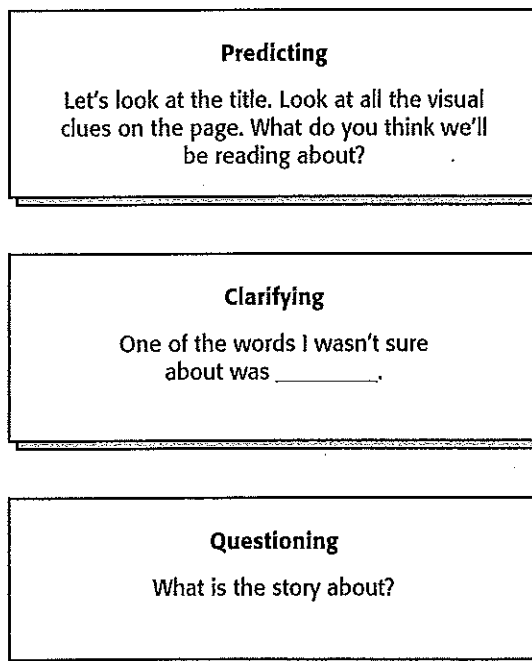 Predicting
Let's look at the title. Look at all the visual
clues on the page. What do you think we'll
be reading about?
Clarifying
One of the words I wasn't sure
about was ________.
Questioning
What is the story about?